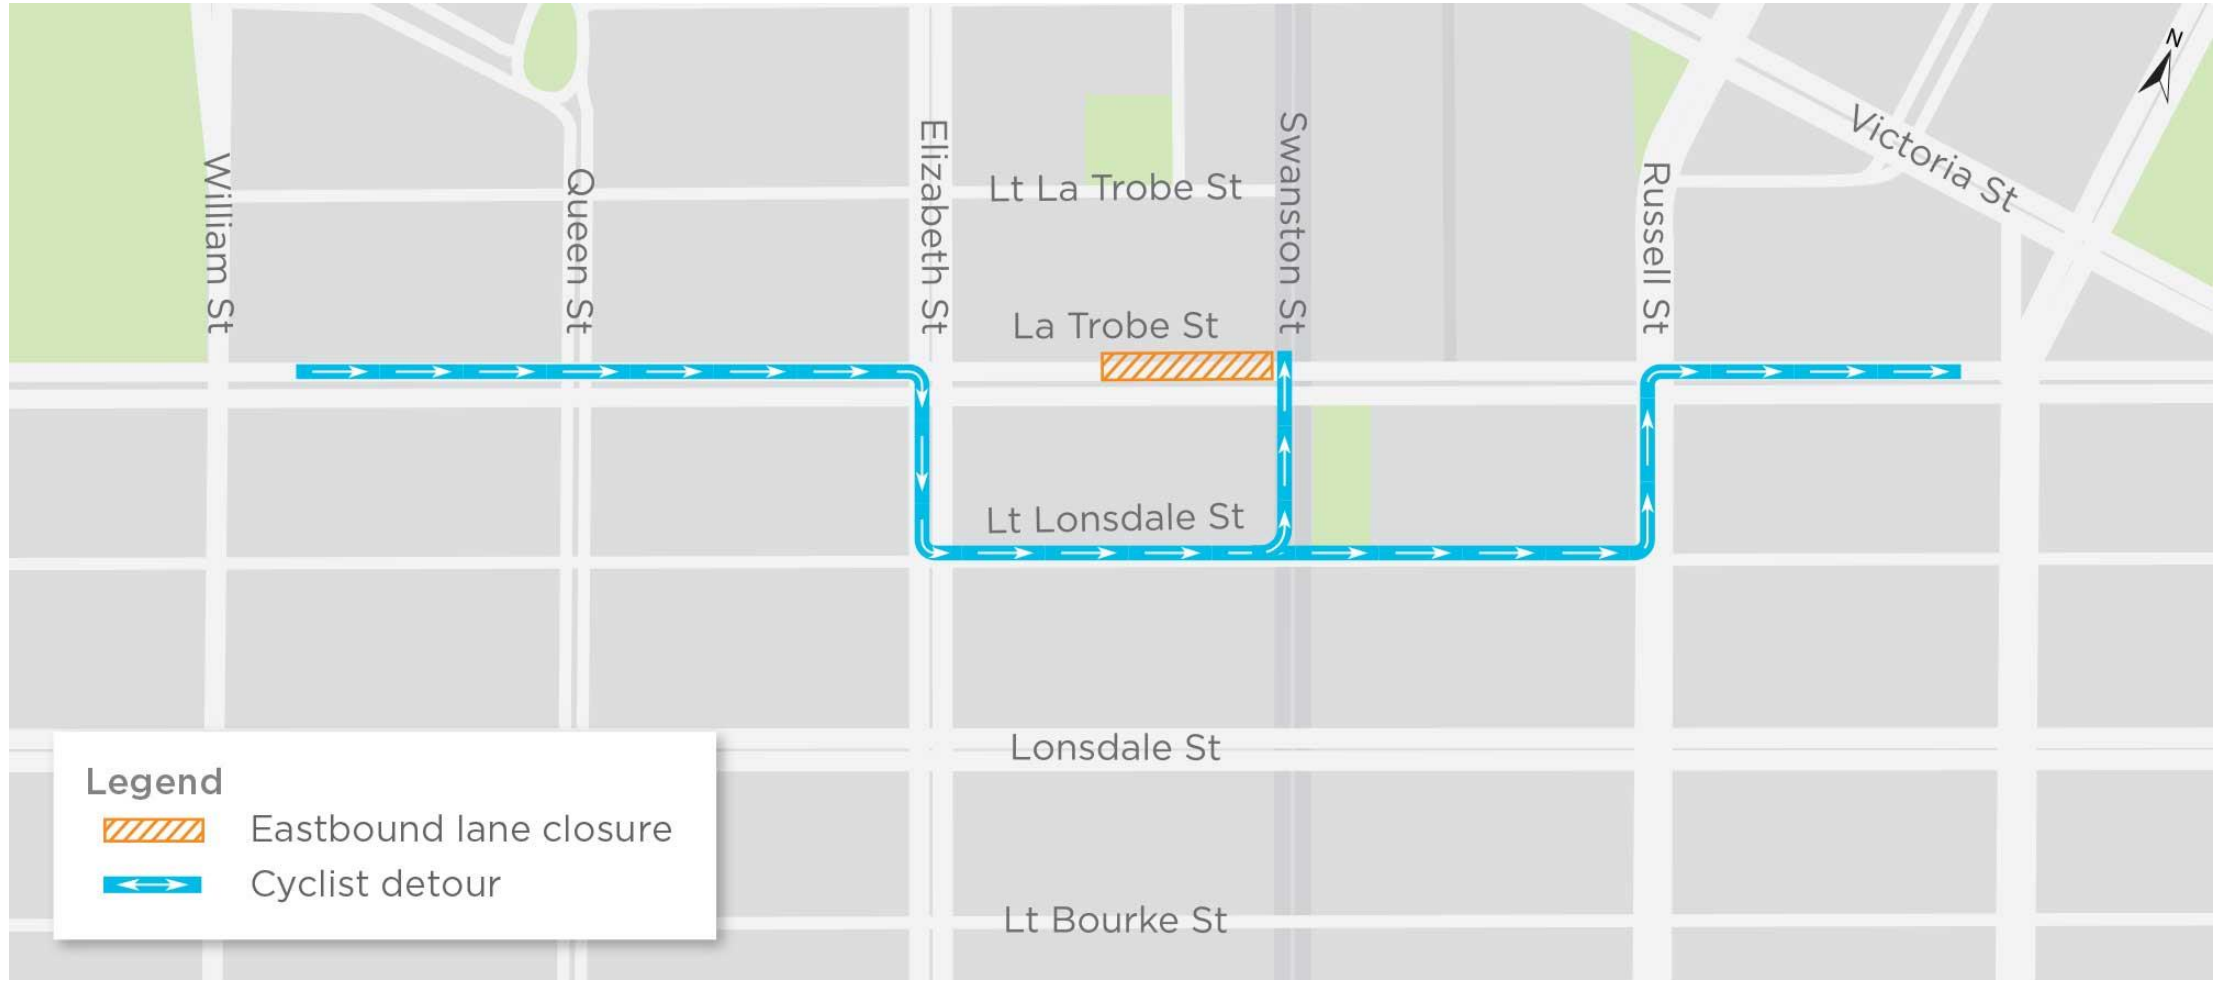 N
Victoria St
William St
Queen St
Elizabeth St
Swanston St
Russell St
Lt La Trobe St
La Trobe St
Lt Lonsdale St
Lonsdale St
Lt Bourke St
Legend
Eastbound lane closure
Cyclist detour